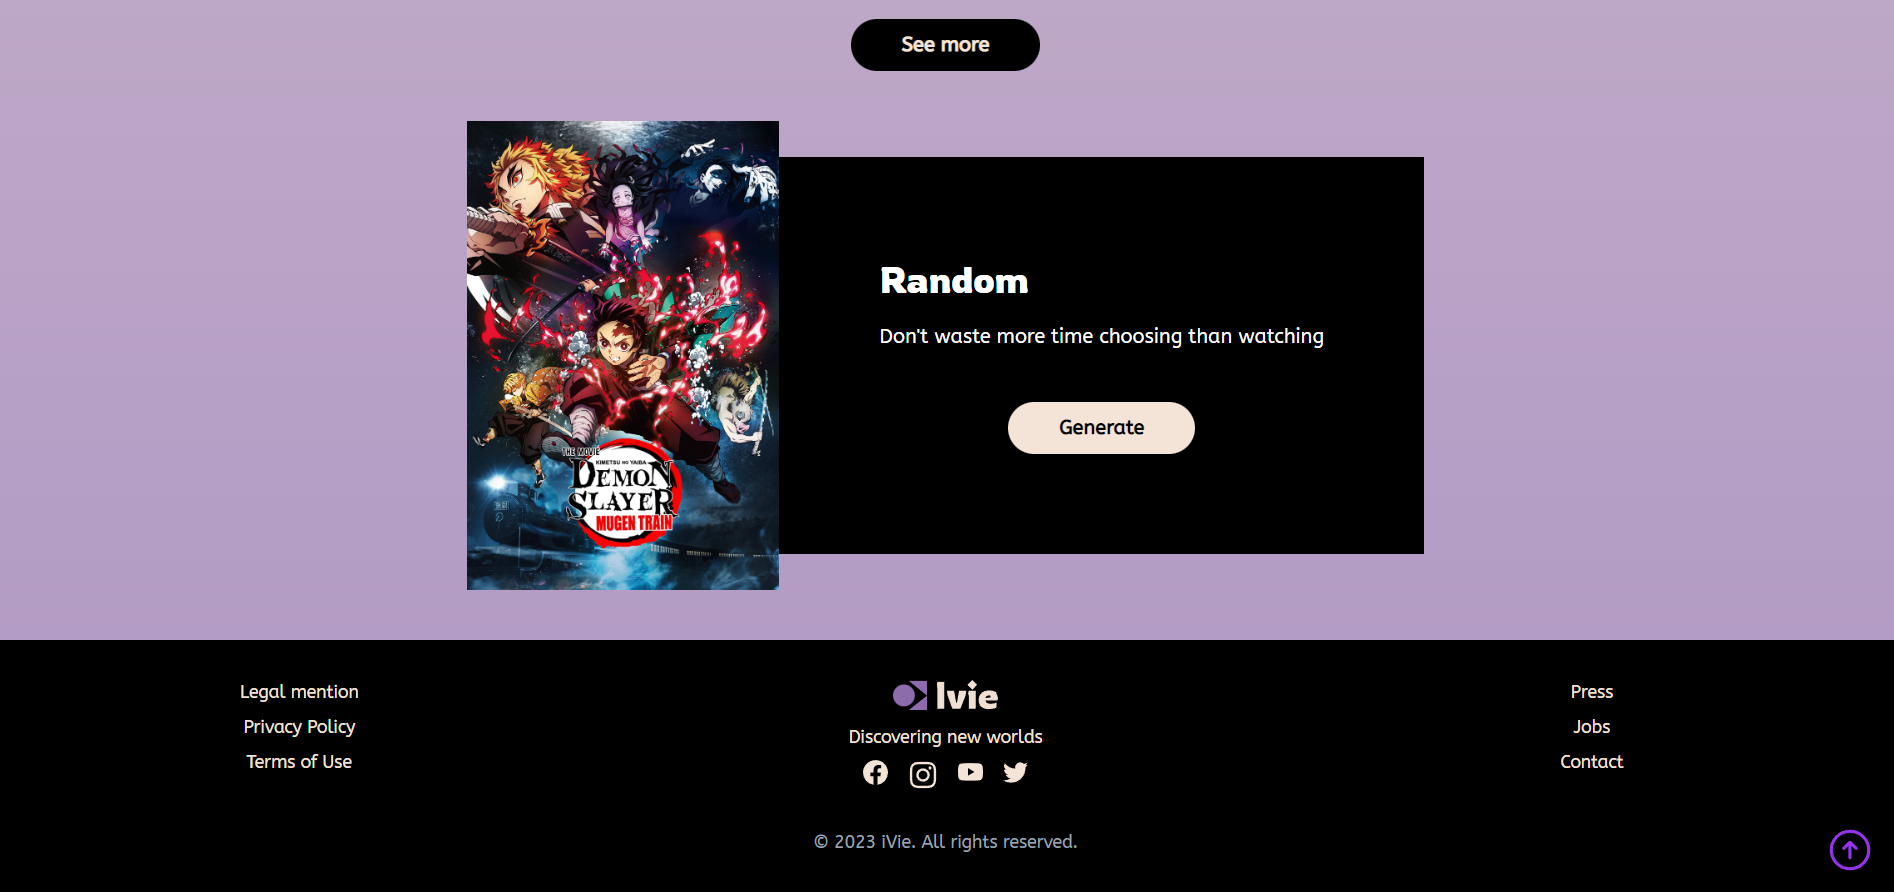 See more
THE MOVIE
KIMETSU NO YAIBA
DEMON
SLAYER
MUGEN TRAIN
Random
Don't waste more time choosing than watching
Generate
Legal mention
Privacy Policy
Terms of Use
Ivie
Discovering new worlds
Press
Jobs
Contact
© 2023 iVie. All rights reserved.